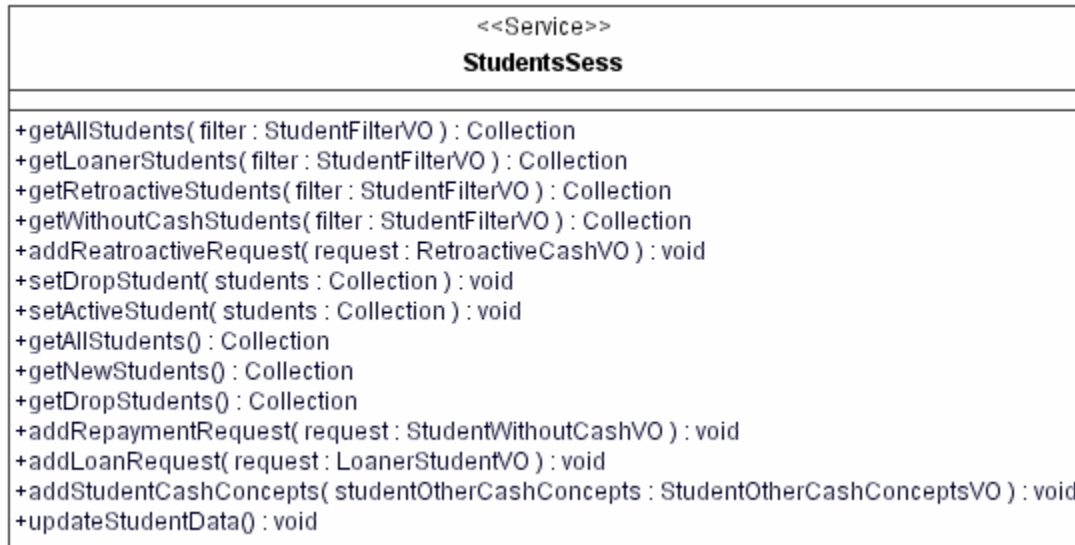 <<Service>>
StudentsSess
+getAllStudents( filter : StudentFilterVO ) : Collection
+getLoanerStudents( filter : StudentFilterVO ) : Collection
+getRetroactiveStudents( filter : StudentFilterVO ) : Collection
+getWithoutCashStudents( filter : StudentFilterVO ) : Collection
+addReatroactiveRequest( request : RetroactiveCashVO ) : void
+setDropStudent( students : Collection ) : void
+setActiveStudent( students : Collection ) : void
+getAllStudents() : Collection
+getNewStudents() : Collection
+getDropStudents() : Collection
+addRepaymentRequest( request : StudentWithoutCashVO ) : void
+addLoanRequest( request : LoanerStudentVO ) : void
+addStudentCashConcepts( studentOtherCashConcepts : StudentOtherCashConceptsVO ) : void
+updateStudentData() : void